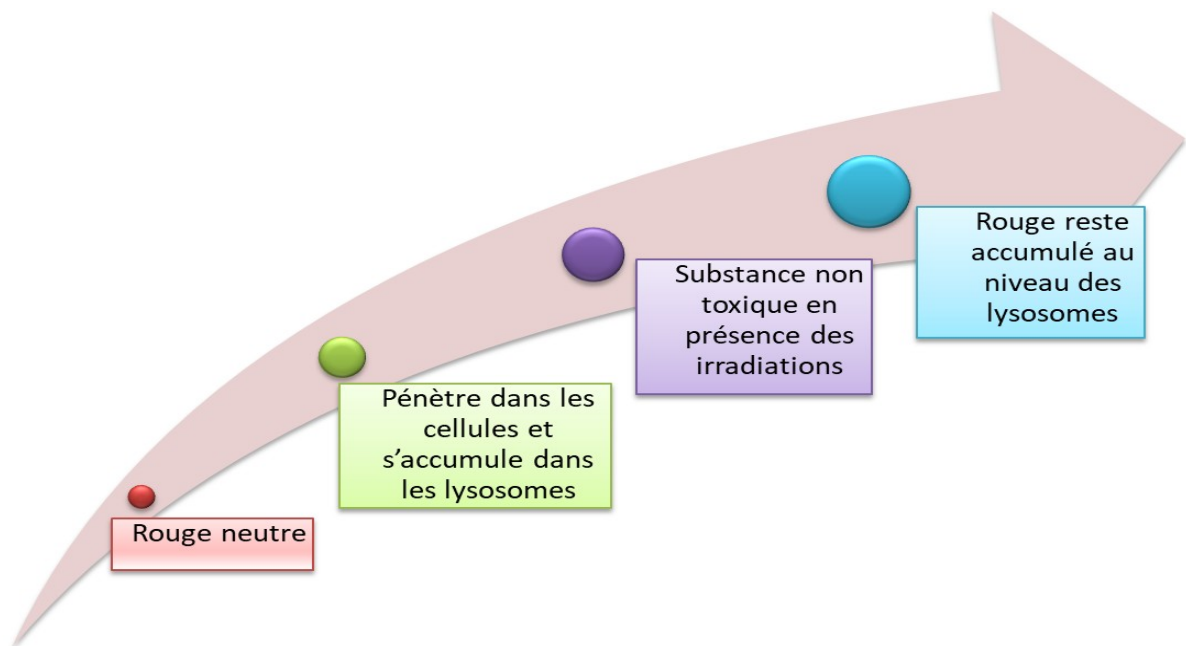 Rouge neutre
Pénètre dans les
cellules et
s'accumule dans
les lysosomes
Substance non
toxique en
présence des
irradiations
Rouge reste
accumulé au
niveau des
lysosomes